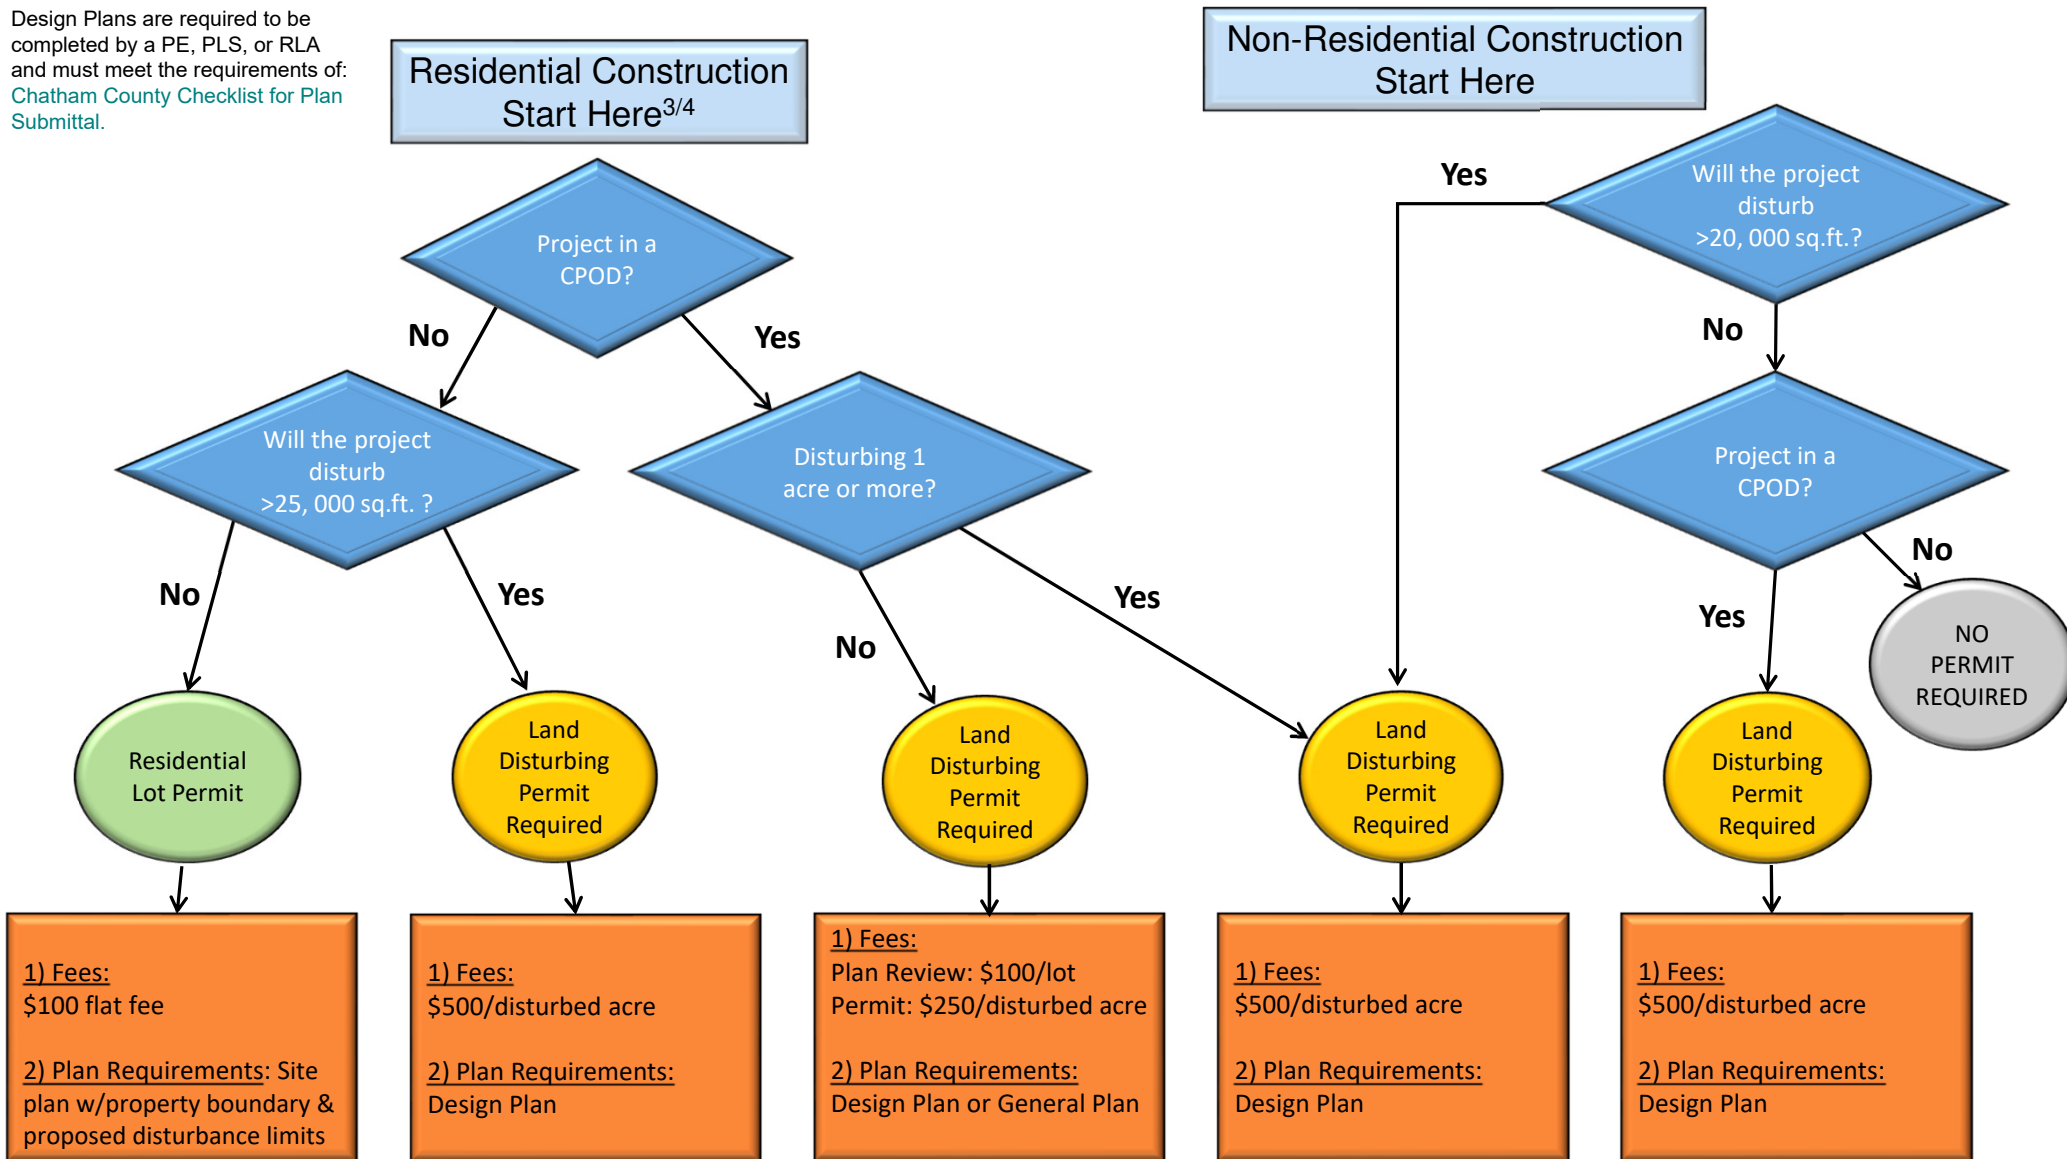 Design Plans are required to be
completed by a PE, PLS, or RLA
and must meet the requirements of:
Chatham County Checklist for Plan
Submittal.
Residential Construction
Start Here3/4
Non-Residential Construction
Start Here
Project in a
CPOD?
No
Yes
Will the project
disturb
>25, 000 sq.ft. ?
No
Yes
Disturbing 1
acre or more?
No
Yes
Will the project
disturb
>20, 000 sq.ft.?
Yes
No
Project in a
CPOD?
No
Yes
NO
PERMIT
REQUIRED
Residential
Lot Permit
Land
Disturbing
Permit
Required
Land
Disturbing
Permit
Required
Land
Disturbing
Permit
Required
Land
Disturbing
Permit
Required
1) Fees:
$100 flat fee
2) Plan Requirements: Site
plan w/property boundary &
proposed disturbance limits
1) Fees:
$500/disturbed acre
2) Plan Requirements:
Design Plan
1) Fees:
Plan Review: $100/lot
Permit: $250/disturbed acre
2) Plan Requirements:
Design Plan or General Plan
1) Fees:
$500/disturbed acre
2) Plan Requirements:
Design Plan
1) Fees:
$500/disturbed acre
2) Plan Requirements:
Design Plan